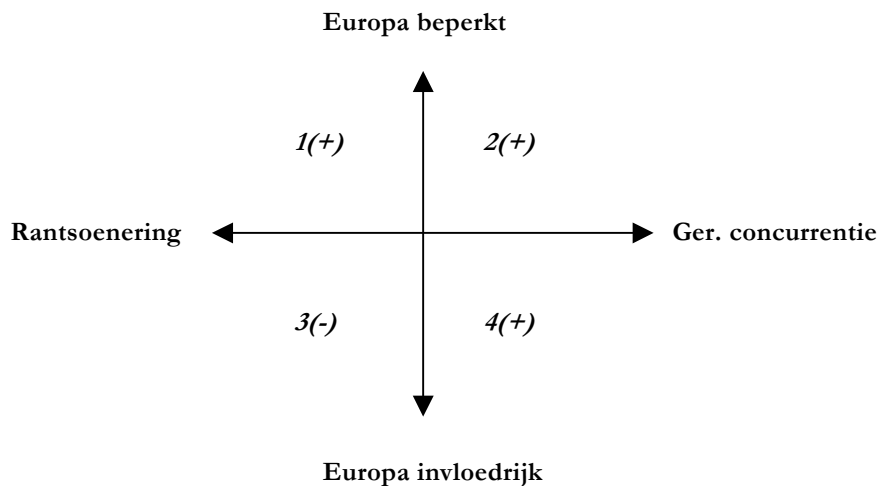 Europa beperkt
1(+) 2(+)
Rantsoenering Ger. concurrentie
3(-) 4(+)
Europa invloedrijk